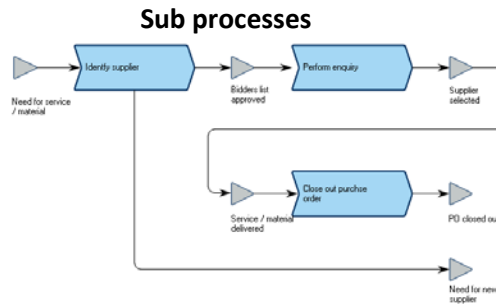 Sub processes
Identify supplier
Perform enquiry
Need for service
/ material
Bidders list
approved
Supplier
selected
Close out purchse
order
Service / material
delivered
PO closed ou
Need for new
supplier